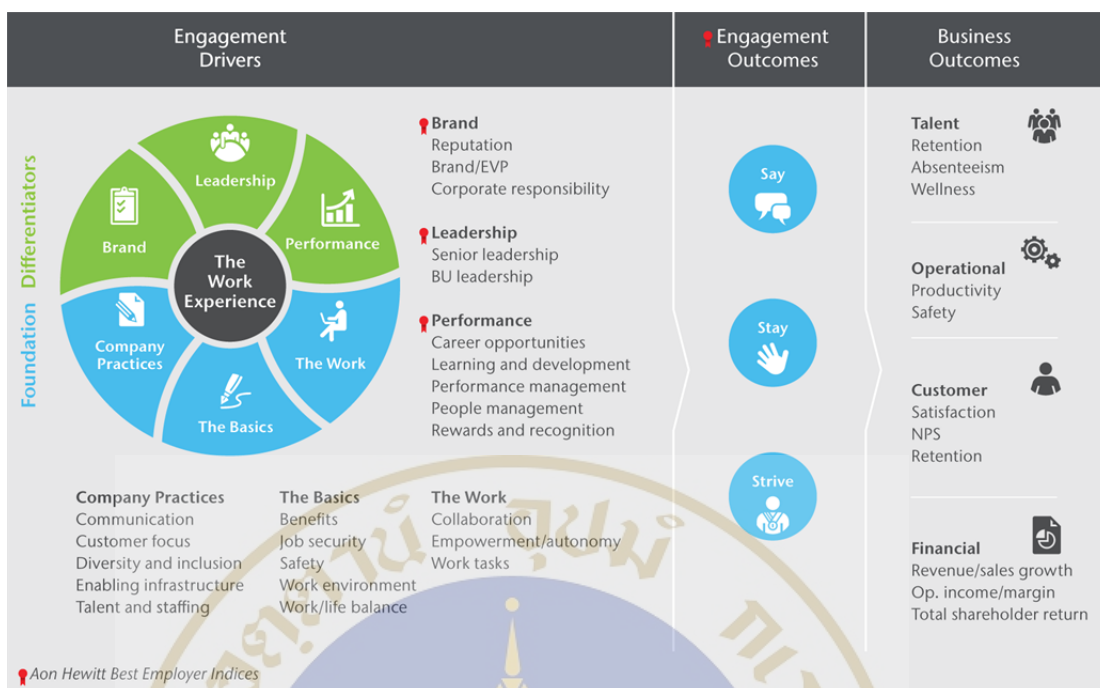 Engagement
Drivers
Engagement
Outcomes
Business
Outcomes
Differentiators
Foundation
Leadership
Brand
Performance
The
Work
Experience
Company
Practices
The Work
The Basics
Brand
Reputation
Brand/EVP
Corporate responsibility
Leadership
Senior leadership
BU leadership
Performance
Career opportunities
Learning and development
Performance management
People management
Rewards and recognition
Company Practices
Communication
Customer focus
Diversity and inclusion
Enabling infrastructure
Talent and staffing
The Basics
Benefits
Job security
Safety
Work environment
Work/life balance
The Work
Collaboration
Empowerment/autonomy
Work tasks
Say
Stay
Strive
Talent
Retention
Absenteeism
Wellness
Operational
Productivity
Safety
Customer
Satisfaction
NPS
Retention
Financial
Revenue/sales growth
Op. income/margin
Total shareholder return
Aon Hewitt Best Employer Indices